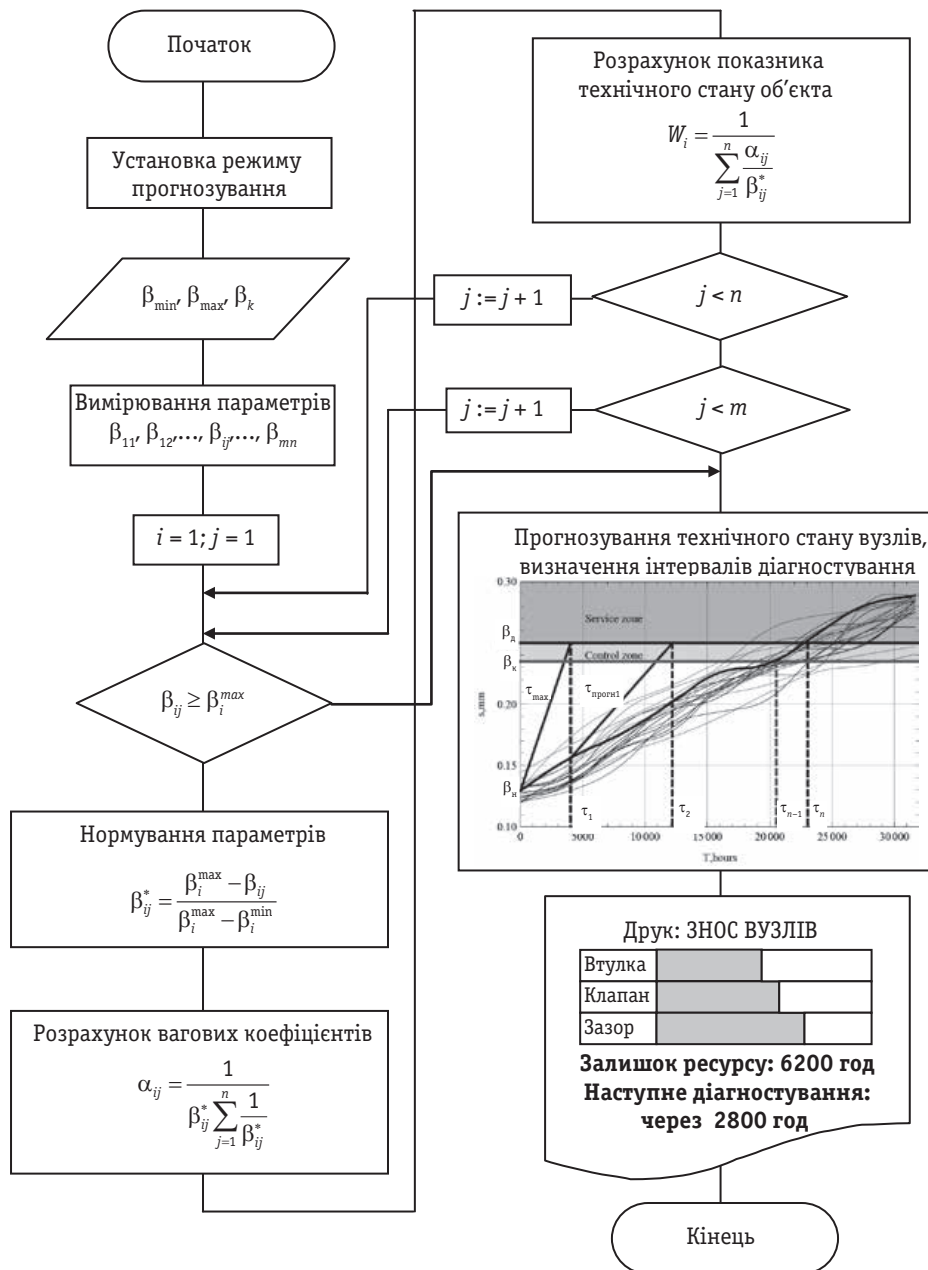 Початок
Установка режиму
прогнозування
β_min, β_max, β_k
Вимірювання параметрів
β_11, β_12,..., β_ij,..., β_mn
i = 1; j = 1
β_ij ≥ β_i^max
Нормування параметрів
β*_ij = (β_i^max − β_ij) / (β_i^max − β_i^min)
Розрахунок вагових коефіцієнтів
α_ij = 1 / (β*_ij ∑_{j=1}^{n} 1/β*_ij)
Розрахунок показника
технічного стану об’єкта
W_i = 1 / ∑_{j=1}^{n} α_ij/β*_ij
j < n
j := j + 1
j < m
j := j + 1
Прогнозування технічного стану вузлів,
визначення інтервалів діагностування
0.30
Service zone
β_д
Control zone
β_к
τ_max
τ_прогн1
s,mm
0.20
0.15
β_н
τ_1
τ_2
τ_n−1
τ_n
0.10
0
5000
10000
15000
20000
25000
30000
T,hours
Друк: ЗНОС ВУЗЛІВ
Втулка
Клапан
Зазор
Залишок ресурсу: 6200 год
Наступне діагностування:
через 2800 год
Кінець